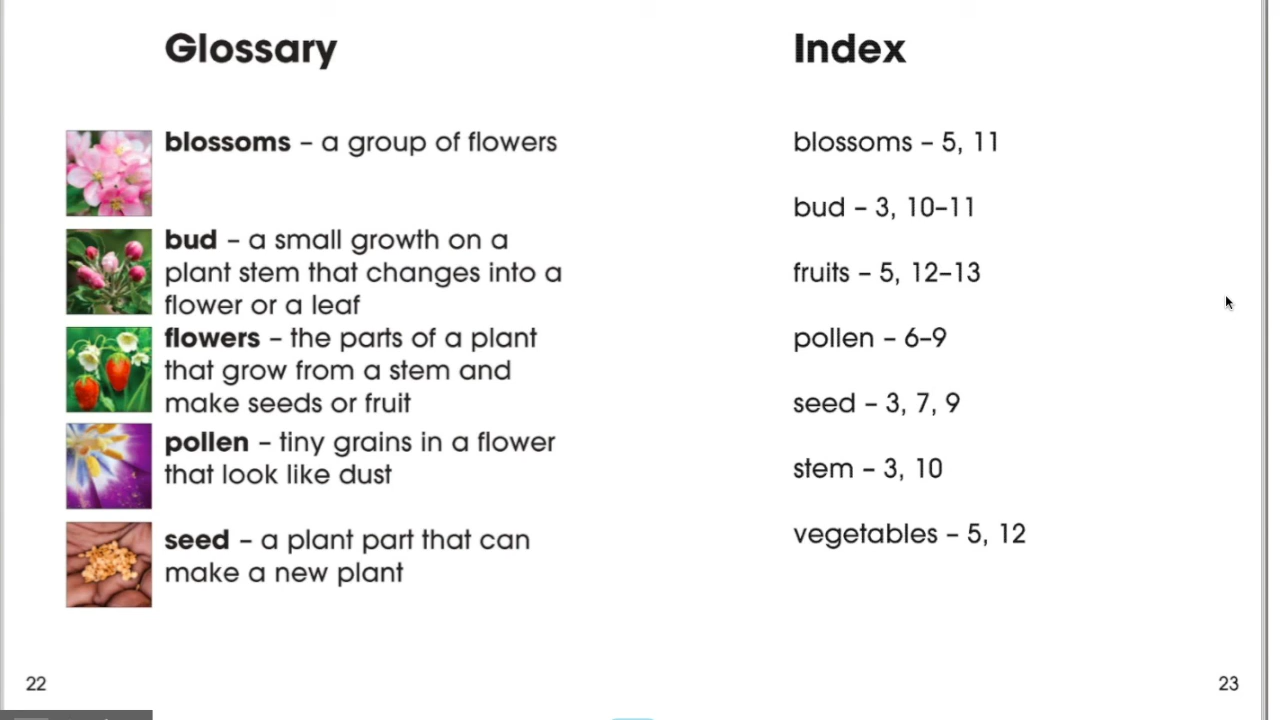 Glossary
blossoms – a group of flowers
bud – a small growth on a
plant stem that changes into a
flower or a leaf
flowers – the parts of a plant
that grow from a stem and
make seeds or fruit
pollen – tiny grains in a flower
that look like dust
seed – a plant part that can
make a new plant
22
Index
blossoms – 5, 11
bud – 3, 10–11
fruits – 5, 12–13
pollen – 6–9
seed – 3, 7, 9
stem – 3, 10
vegetables – 5, 12
23